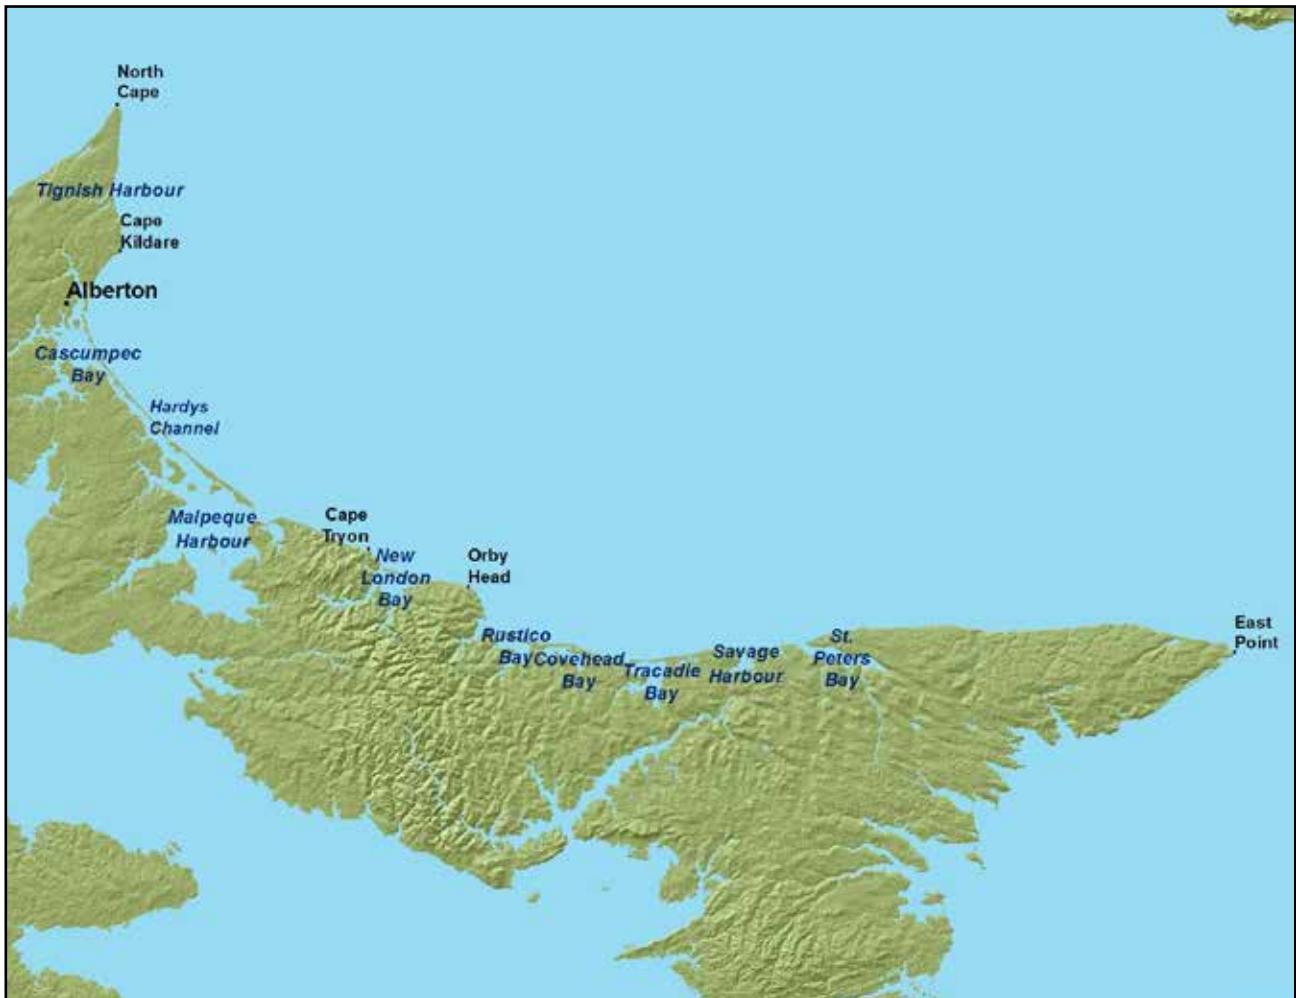 North
Cape
Tignish Harbour
Cape
Kildare
Alberton
Cascumpec
Bay
Hardys
Channel
Malpeque
Harbour
Cape
Tryon
New
London
Bay
Orby
Head
Rustico
Bay
Covehead
Bay
Tracadie
Bay
Savage
Harbour
St.
Peters
Bay
East
Point